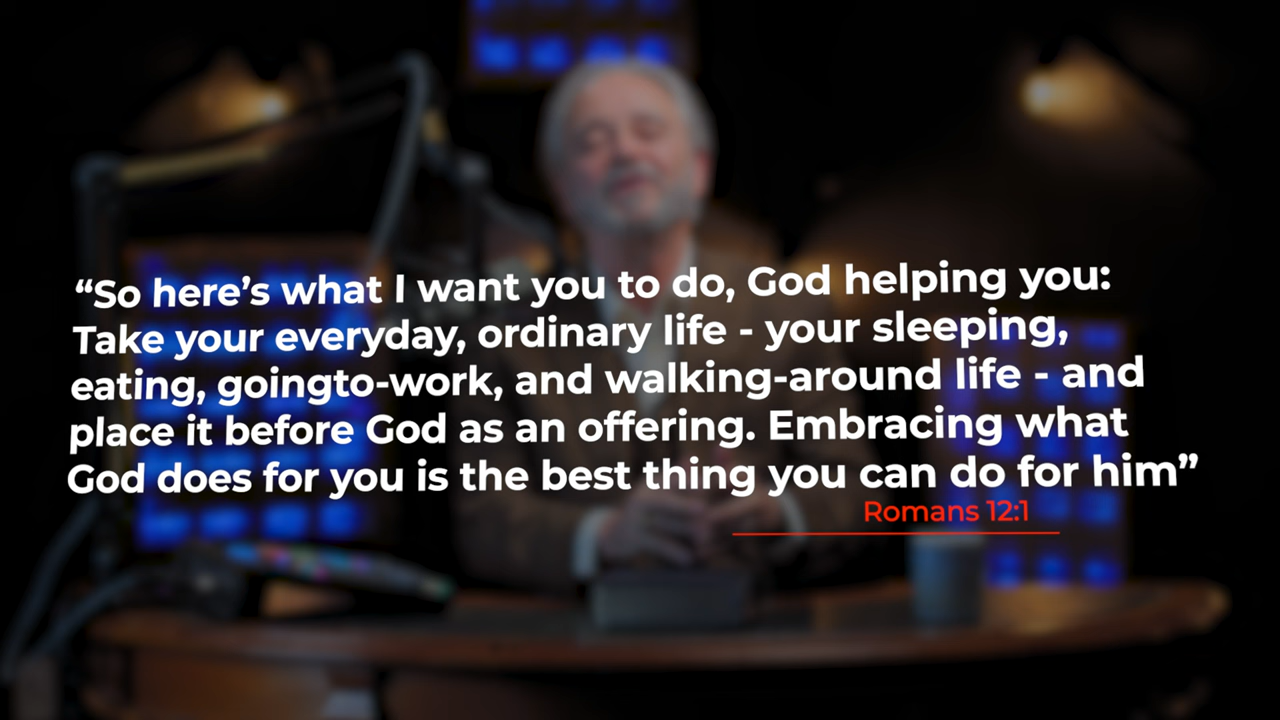 “So here’s what I want you to do, God helping you:
Take your everyday, ordinary life - your sleeping,
eating, goingto-work, and walking-around life - and
place it before God as an offering. Embracing what
God does for you is the best thing you can do for him”
Romans 12:1